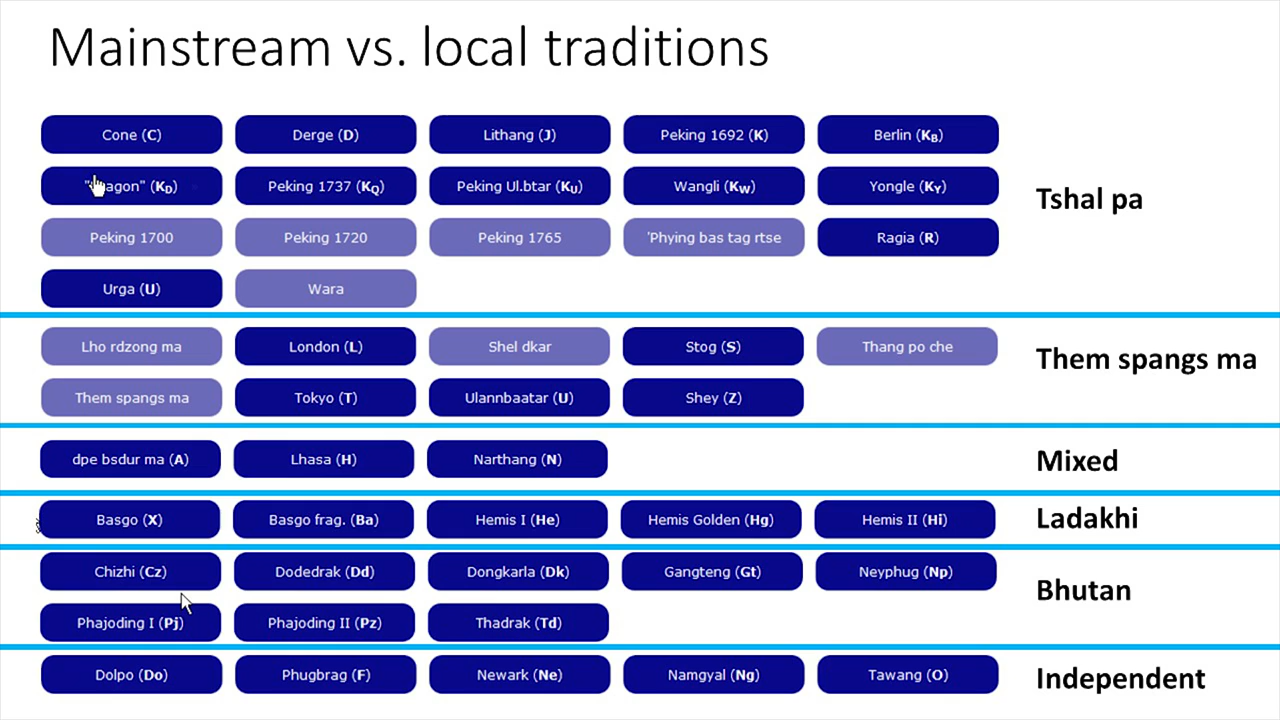 Mainstream vs. local traditions
Cone (C) Derge (D) Lithang (J) Peking 1692 (K) Berlin (KB)
(KD) Peking 1737 (KQ) Peking Ul.btar (KU) Wangli (KW) Yongle (KY)
Tshal pa
Peking 1700 Peking 1720 Peking 1765 'Phying bas tag rtse Ragia (R)
Urga (U) Wara
Lho rdzong ma London (L) Shel dkar Stog (S) Thang po che
Them spangs ma
Them spangs ma Tokyo (T) Ulannbaatar (U) Shey (Z)
dpe bsdur ma (A) Lhasa (H) Narthang (N) Mixed
Basgo (X) Basgo frag. (Ba) Hemis I (He) Hemis Golden (Hg) Hemis II (Hi) Ladakhi
Chizhi (Cz) Dodedrak (Dd) Dongkarla (Dk) Gangteng (Gt) Neyphug (Np)
Bhutan
Phajoding I (Pj) Phajoding II (Pz) Thadrak (Td)
Dolpo (Do) Phugbrag (F) Newark (Ne) Namgyal (Ng) Tawang (O) Independent